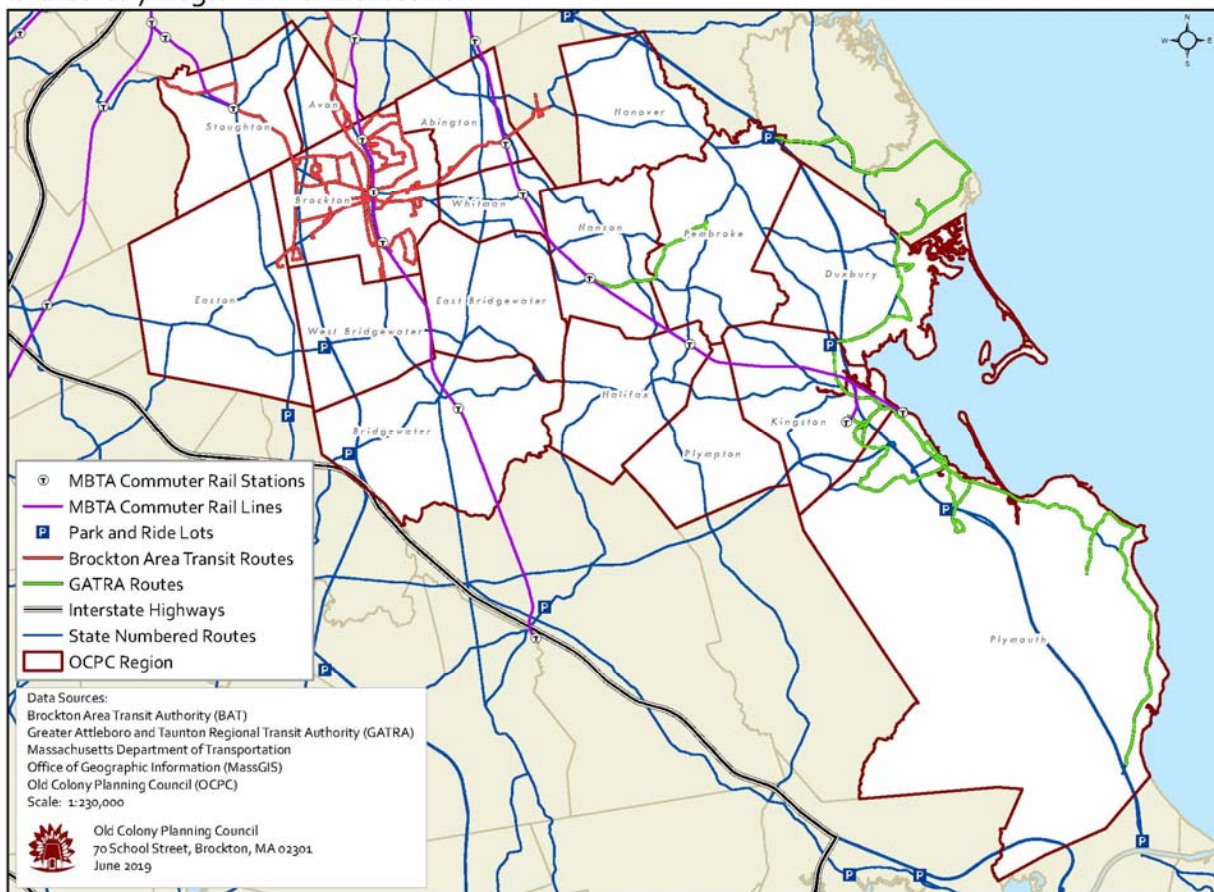 N
W E
S
Stoughton
Avon
Abington
Hanover
Brockton
Whitman
Hanson
Pembroke
Duxbury
Easton
East Bridgewater
West Bridgewater
Halifax
Bridgewater
Kingston
Plympton
Plymouth
T MBTA Commuter Rail Stations
MBTA Commuter Rail Lines
P Park and Ride Lots
Brockton Area Transit Routes
GATRA Routes
Interstate Highways
State Numbered Routes
OCPC Region
Data Sources:
Brockton Area Transit Authority (BAT)
Greater Attleboro and Taunton Regional Transit Authority (GATRA)
Massachusetts Department of Transportation
Office of Geographic Information (MassGIS)
Old Colony Planning Council (OCPC)
Scale: 1:230,000
Old Colony Planning Council
70 School Street, Brockton, MA 02301
June 2019